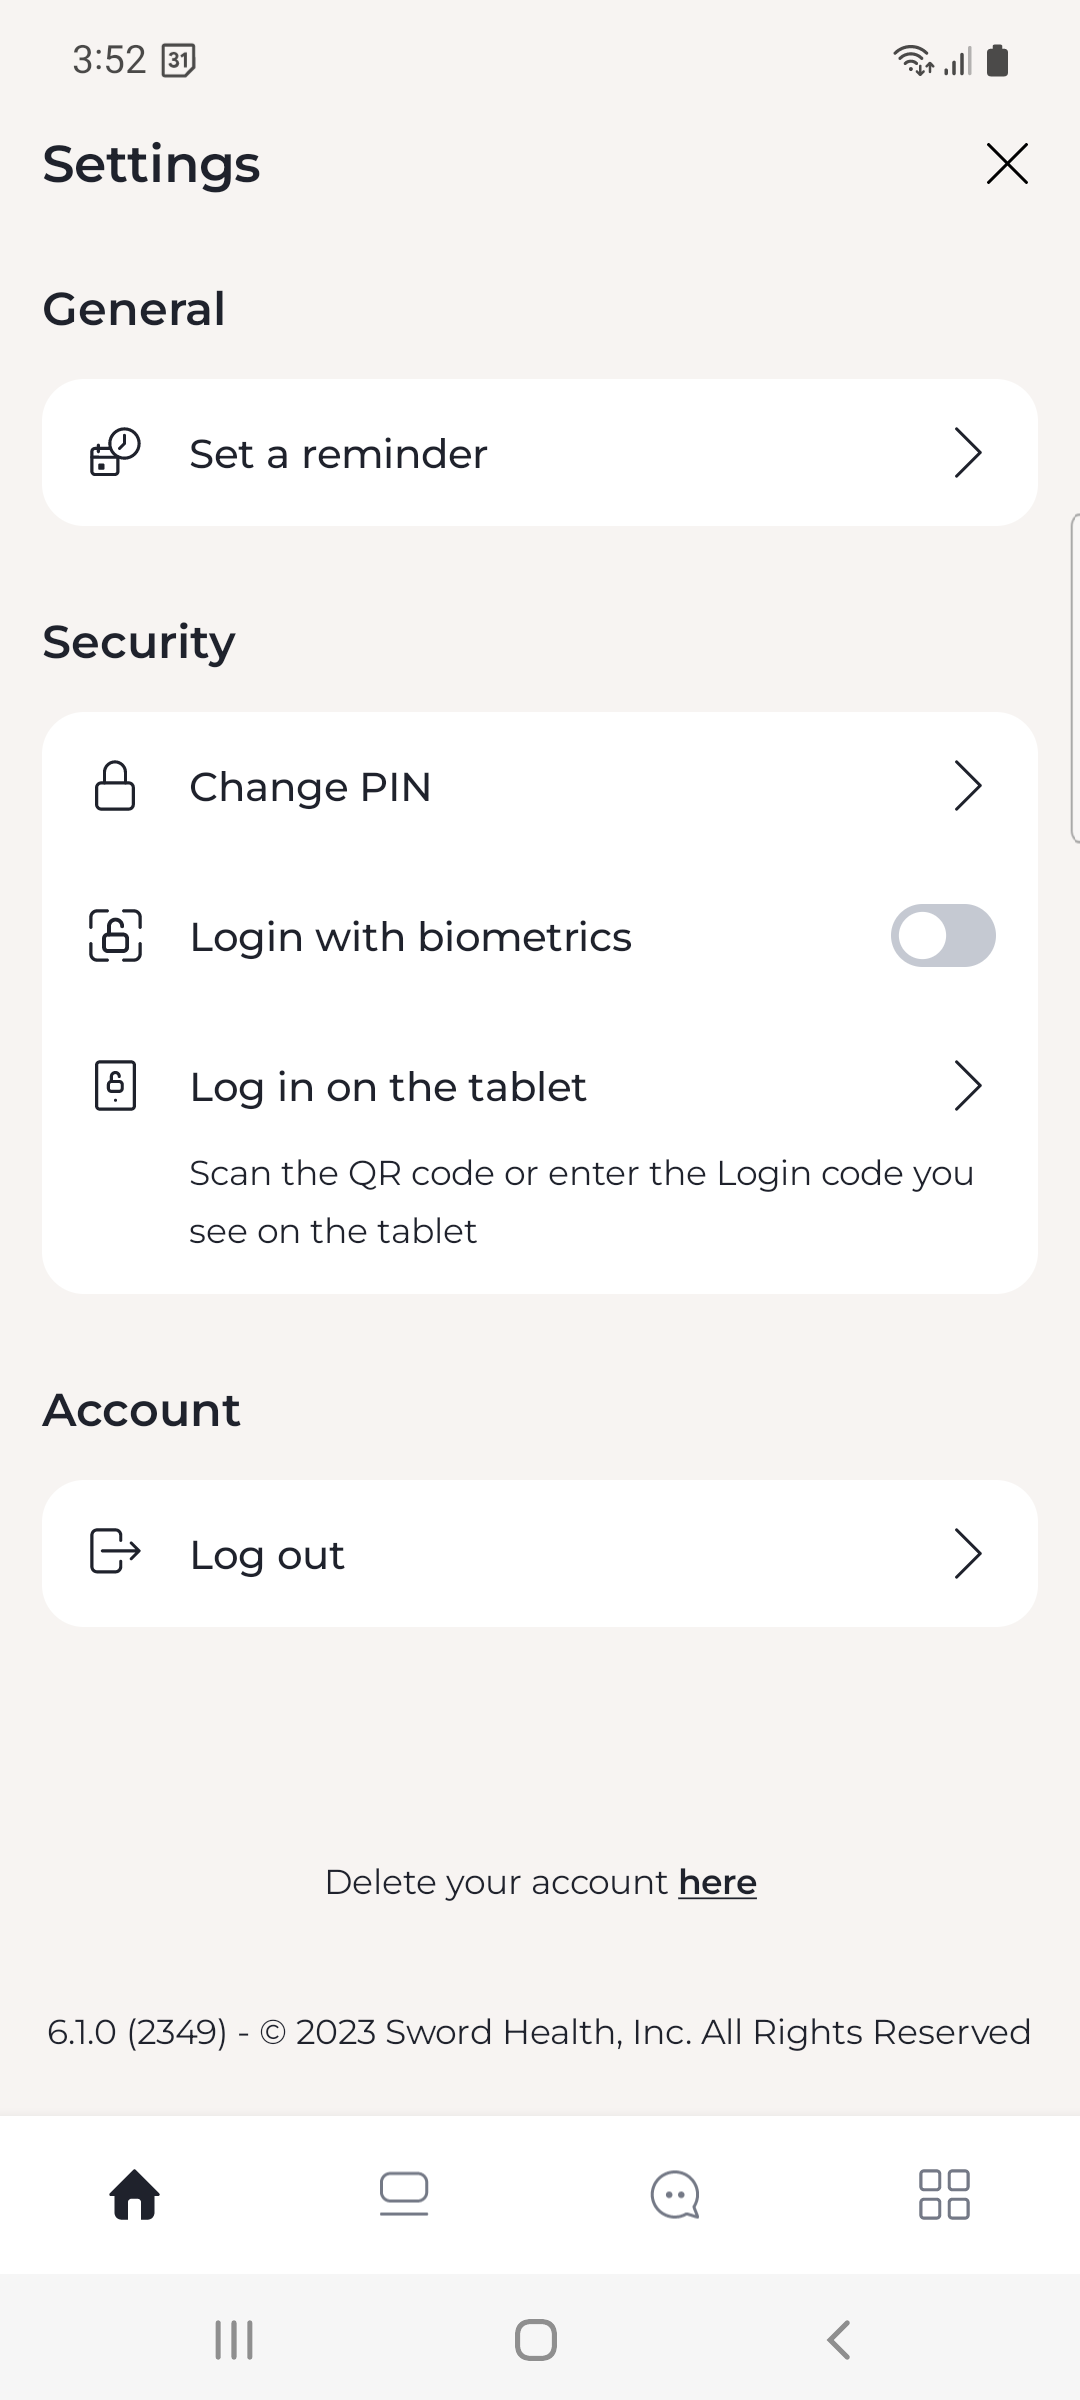 3:52 31
Settings
General
Set a reminder
Security
Change PIN
Login with biometrics
Log in on the tablet
Scan the QR code or enter the Login code you
see on the tablet
Account
Log out
Delete your account here
6.1.0 (2349) - © 2023 Sword Health, Inc. All Rights Reserved